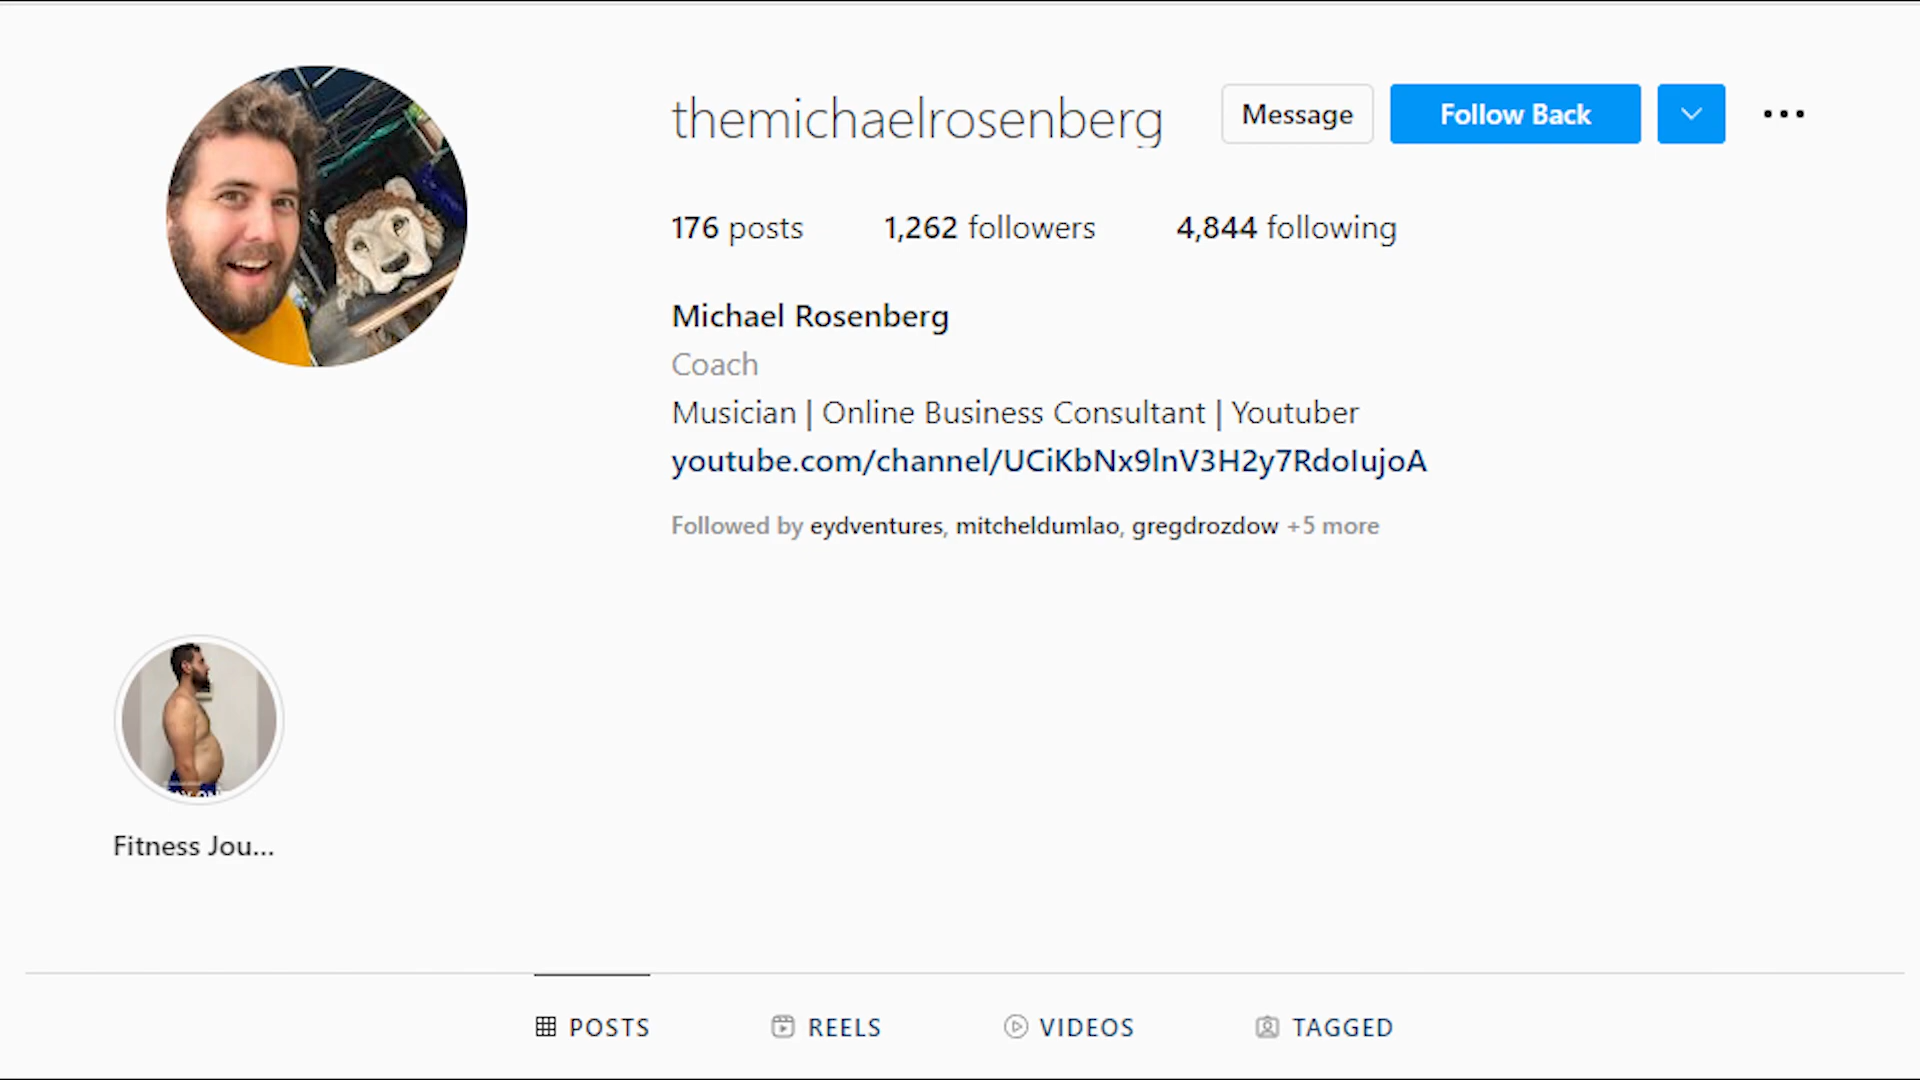 themichaelrosenberg
Message
Follow Back
176 posts
1,262 followers
4,844 following
Michael Rosenberg
Coach
Musician | Online Business Consultant | Youtuber
youtube.com/channel/UCiKbNx9lnV3H2y7RdoIujoA
Followed by eydventures, mitcheldumlao, gregdrozdow +5 more
Fitness Jou...
POSTS
REELS
VIDEOS
TAGGED